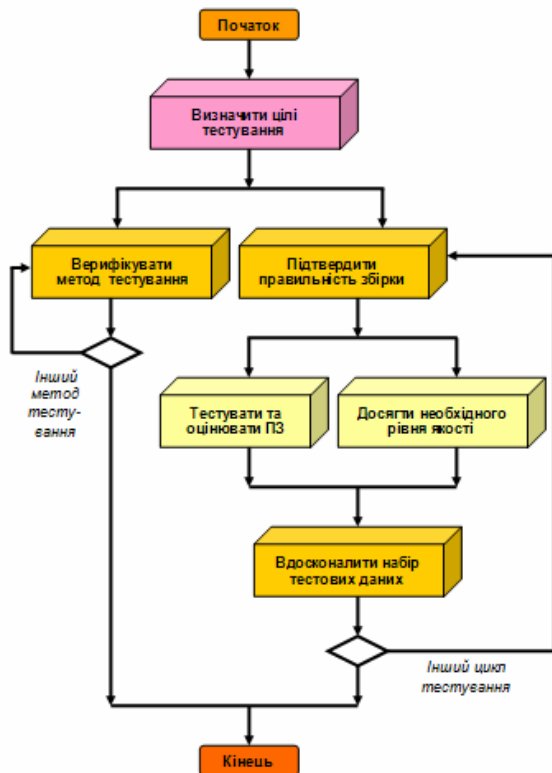 Початок
Визначити цілі
тестування
Верифікувати
метод тестування
Підтвердити
правильність збірки
Інший
метод
тесту-
вання
Тестувати та
оцінювати ПЗ
Досягти необхідного
рівня якості
Вдосконалити набір
тестових даних
Інший цикл
тестування
Кінець